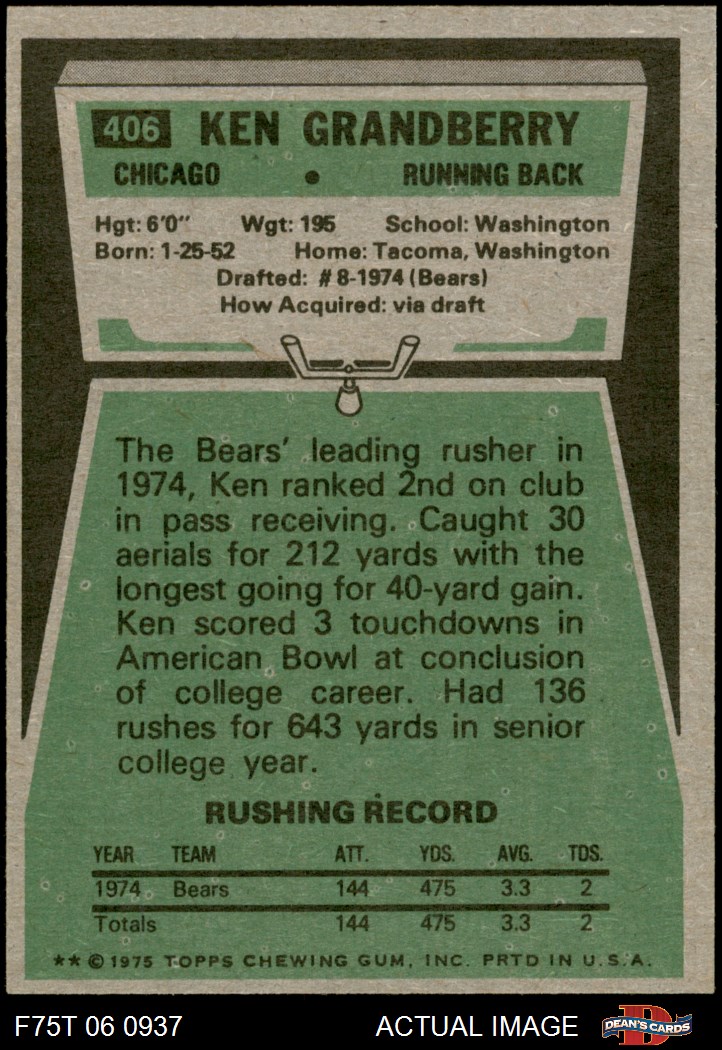 406 KEN GRANDBERRY
CHICAGO • RUNNING BACK
Hgt: 6'0" Wgt: 195 School: Washington
Born: 1-25-52 Home: Tacoma, Washington
Drafted: #8-1974 (Bears)
How Acquired: via draft
The Bears' leading rusher in
1974, Ken ranked 2nd on club
in pass receiving. Caught 30
aerials for 212 yards with the
longest going for 40-yard gain.
Ken scored 3 touchdowns in
American Bowl at conclusion
of college career. Had 136
rushes for 643 yards in senior
college year.
RUSHING RECORD
YEAR TEAM ATT. YDS. AVG. TDS.
1974 Bears 144 475 3.3 2
Totals 144 475 3.3 2
** © 1975 TOPPS CHEWING GUM, INC. PRTD IN U.S.A.
F75T 06 0937 ACTUAL IMAGE D DEAN'S CARDS